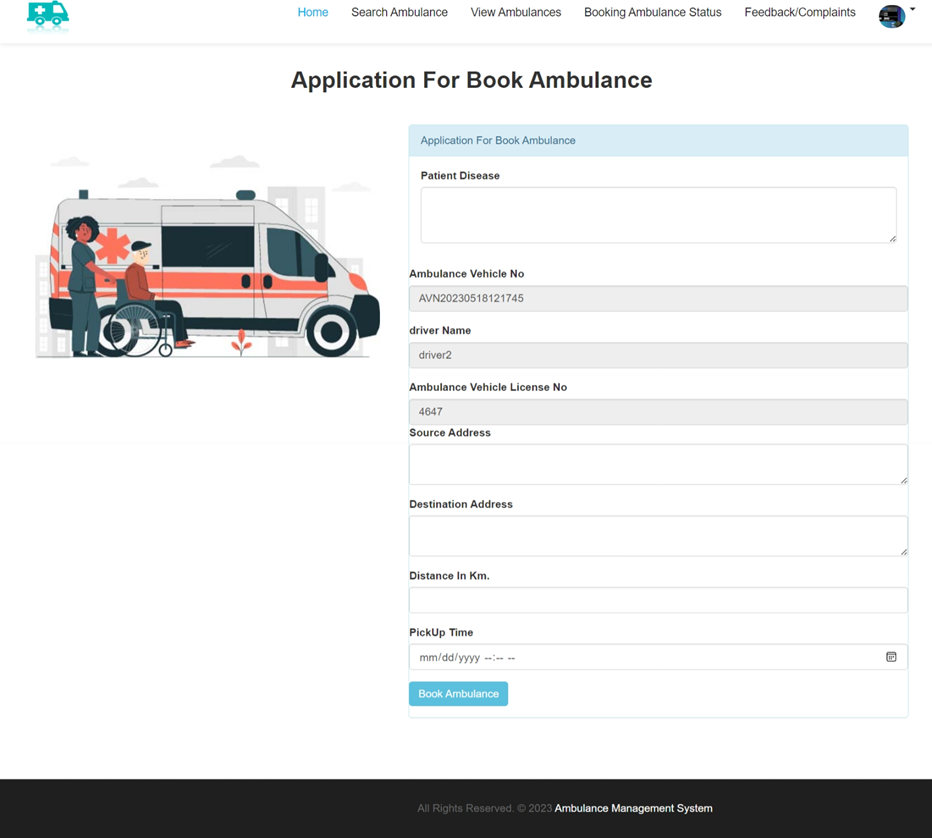 Home Search Ambulance View Ambulances Booking Ambulance Status Feedback/Complaints
Application For Book Ambulance
Application For Book Ambulance
Patient Disease
Ambulance Vehicle No
AVN20230518121745
driver Name
driver2
Ambulance Vehicle License No
4647
Source Address
Destination Address
Distance In Km.
PickUp Time
mm/dd/yyyy --:-- --
Book Ambulance
All Rights Reserved. © 2023 Ambulance Management System